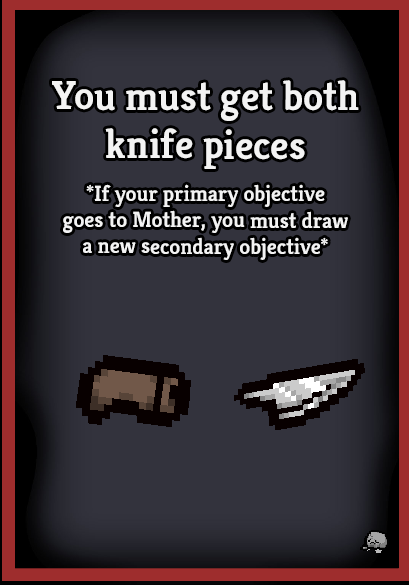 You must get both
knife pieces
*If your primary objective
goes to Mother, you must draw
a new secondary objective*